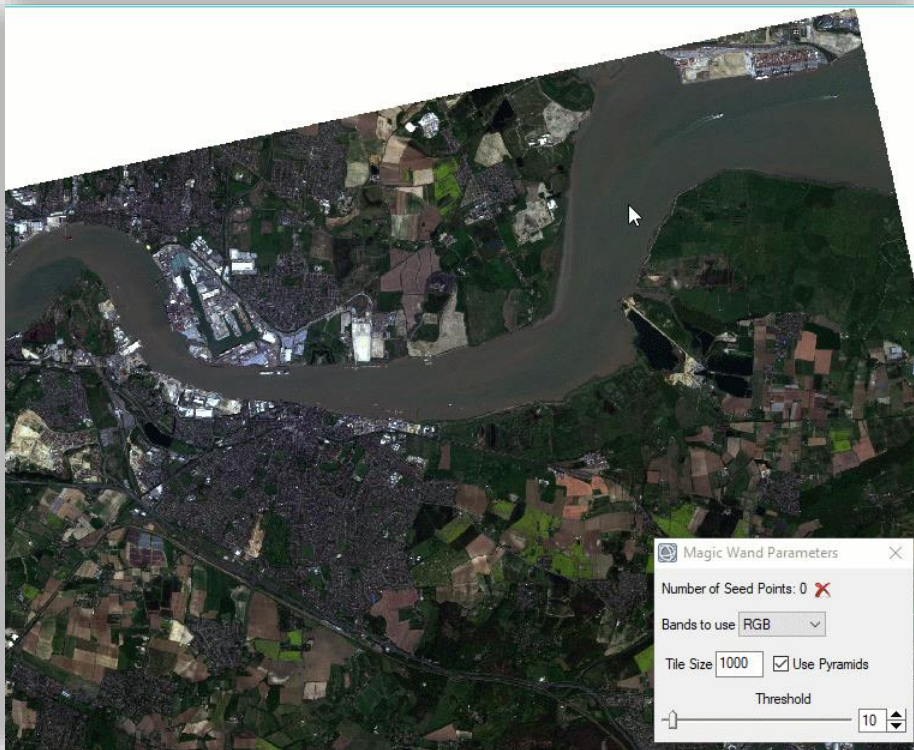 Magic Wand Parameters
Number of Seed Points: 0
Bands to use RGB
Tile Size 1000 Use Pyramids
Threshold
10